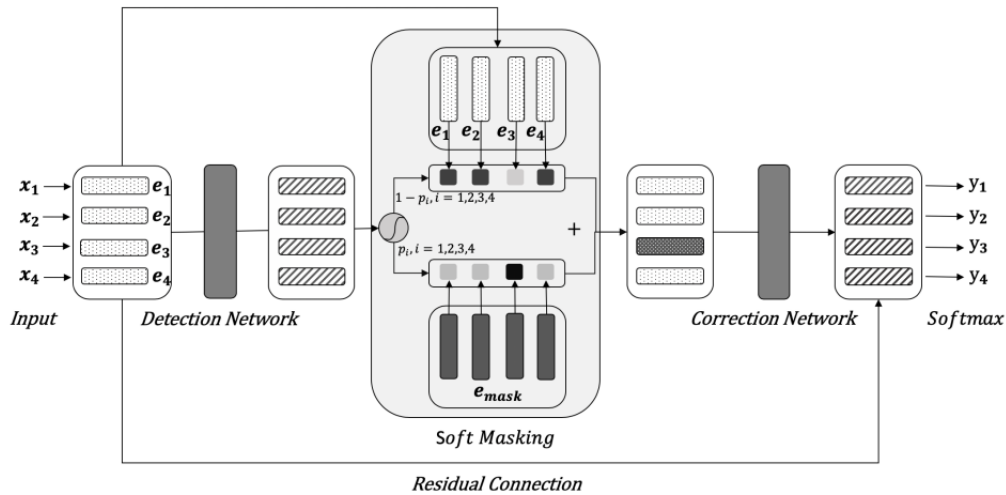 e₁ e₂ e₃ e₄
x₁ e₁
x₂ e₂
x₃ e₃
x₄ e₄
1 − pᵢ, i = 1,2,3,4
+
pᵢ, i = 1,2,3,4
y₁
y₂
y₃
y₄
Input
Detection Network
Correction Network
Softmax
e_mask
Soft Masking
Residual Connection